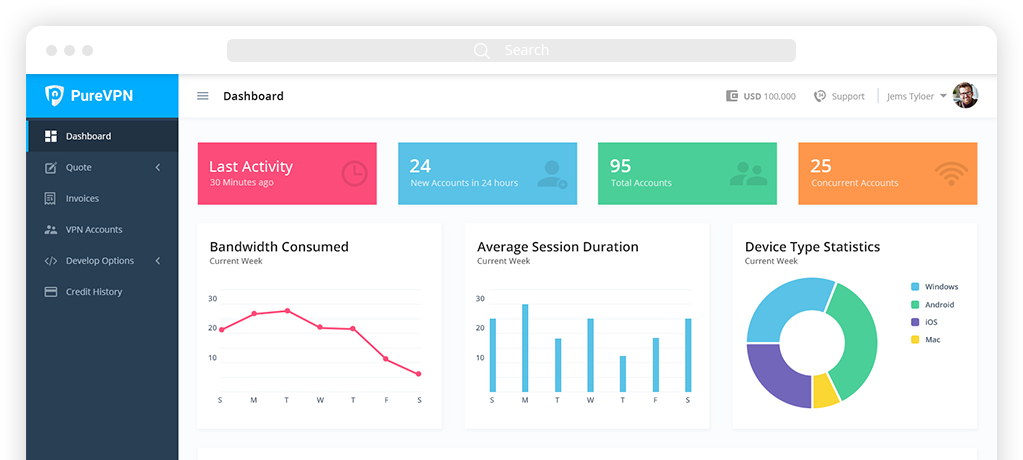 Search
PureVPN
Dashboard
USD 100,000
Support
Jems Tyloer
Dashboard
Quote
Invoices
VPN Accounts
Develop Options
Credit History
Last Activity
30 Minutes ago
24
New Accounts in 24 hours
95
Total Accounts
25
Concurrent Accounts
Bandwidth Consumed
Current Week
30
20
10
S M T W T F S
Average Session Duration
Current Week
30
20
10
S M T W T F S
Device Type Statistics
Current Week
Windows
Android
iOS
Mac